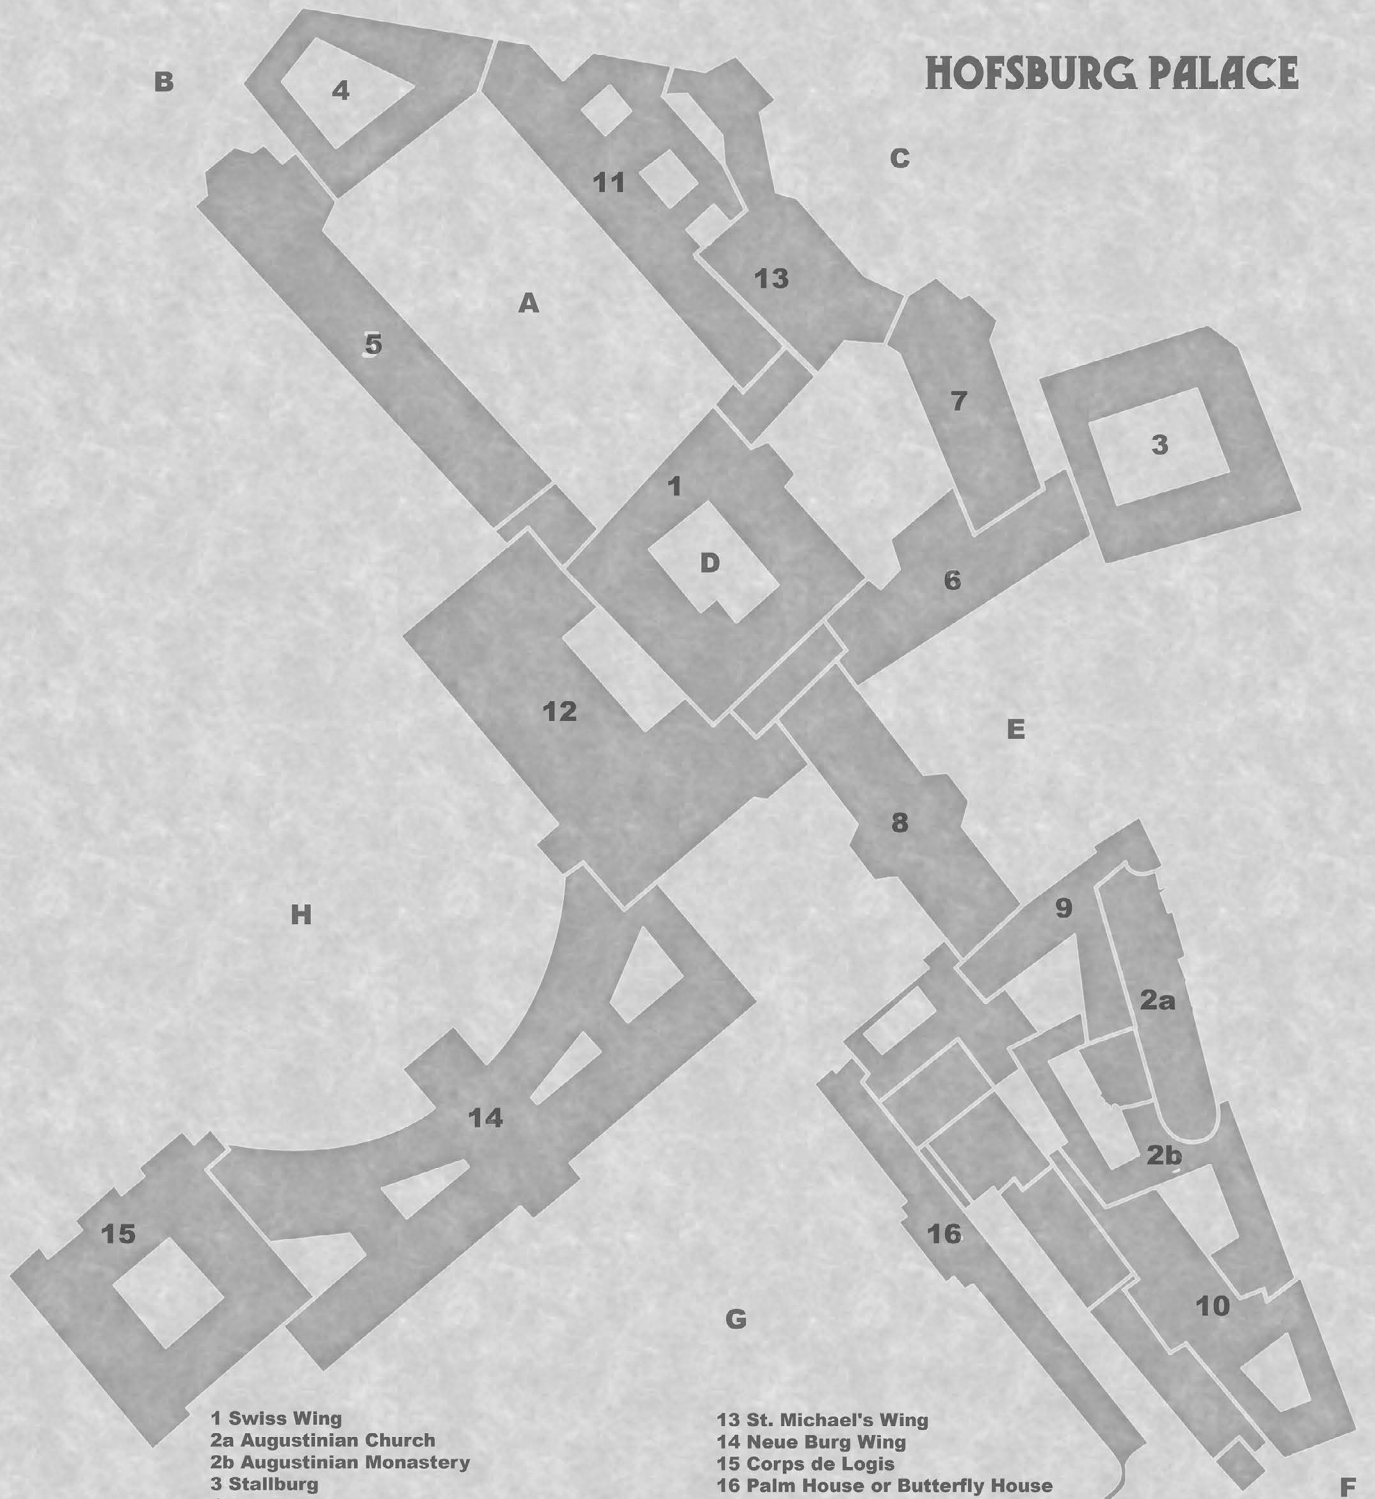 HOFSBURG PALACE
B
4
C
11
13
A
5
7
3
1
D
6
12
E
8
9
H
2a
14
2b
15
16
10
G
1 Swiss Wing
2a Augustinian Church
2b Augustinian Monastery
3 Stallburg
13 St. Michael's Wing
14 Neue Burg Wing
15 Corps de Logis
16 Palm House or Butterfly House
F